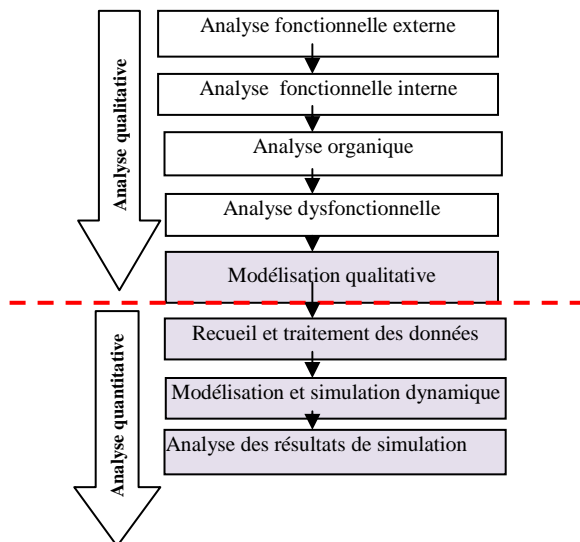 Analyse qualitative
Analyse fonctionnelle externe
Analyse fonctionnelle interne
Analyse organique
Analyse dysfonctionnelle
Modélisation qualitative
Analyse quantitative
Recueil et traitement des données
Modélisation et simulation dynamique
Analyse des résultats de simulation